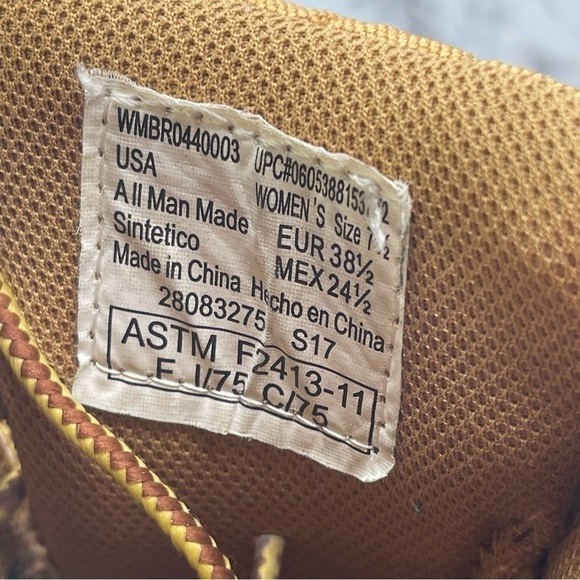 WMBR0440003 
USA WOMEN'S Size
All Man Made EUR 38½
Sintetico MEX 24½
Made in China Hecho en China
28083275 S17
ASTM F2413-11
F I/75 C/75